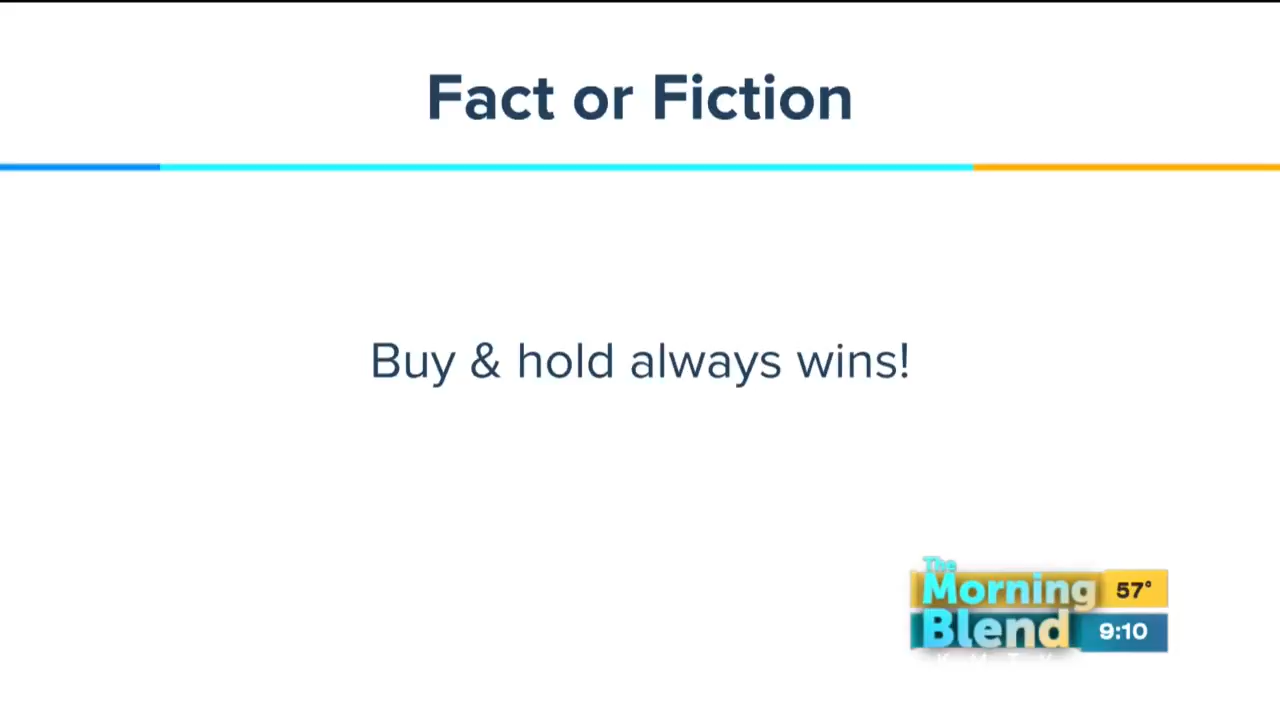 Fact or Fiction
Buy & hold always wins!
The
Morning
57°
Blend
9:10